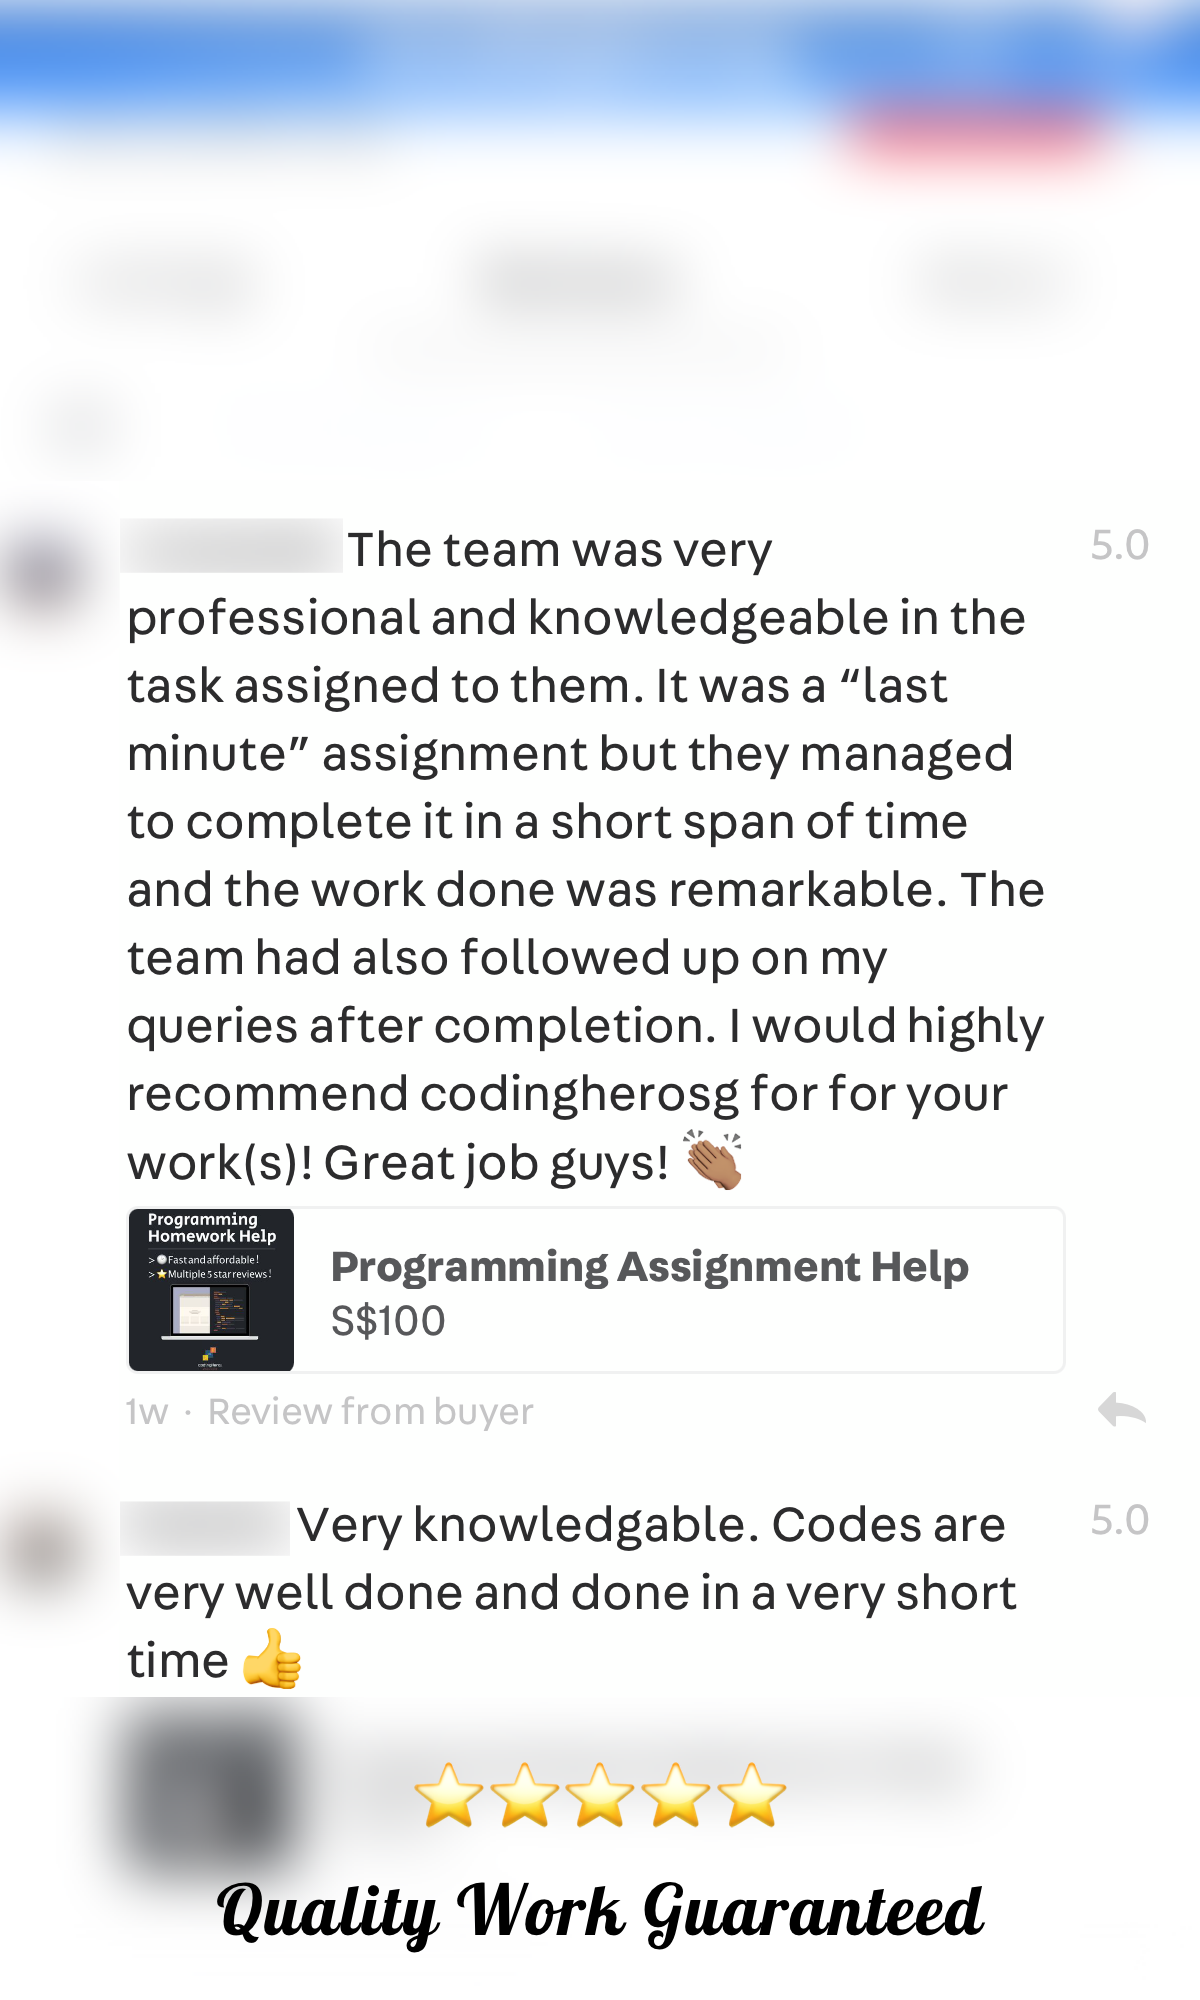 The team was very
5.0
professional and knowledgeable in the
task assigned to them. It was a “last
minute” assignment but they managed
to complete it in a short span of time
and the work done was remarkable. The
team had also followed up on my
queries after completion. I would highly
recommend codingherosg for for your
work(s)! Great job guys! 👏🏽
Programming
Homework Help
> 🕐Fast and affordable!
> ⭐Multiple 5 star reviews!
Programming Assignment Help
S$100
1w · Review from buyer
Very knowledgable. Codes are
5.0
very well done and done in a very short
time 👍
⭐⭐⭐⭐⭐
Quality Work Guaranteed